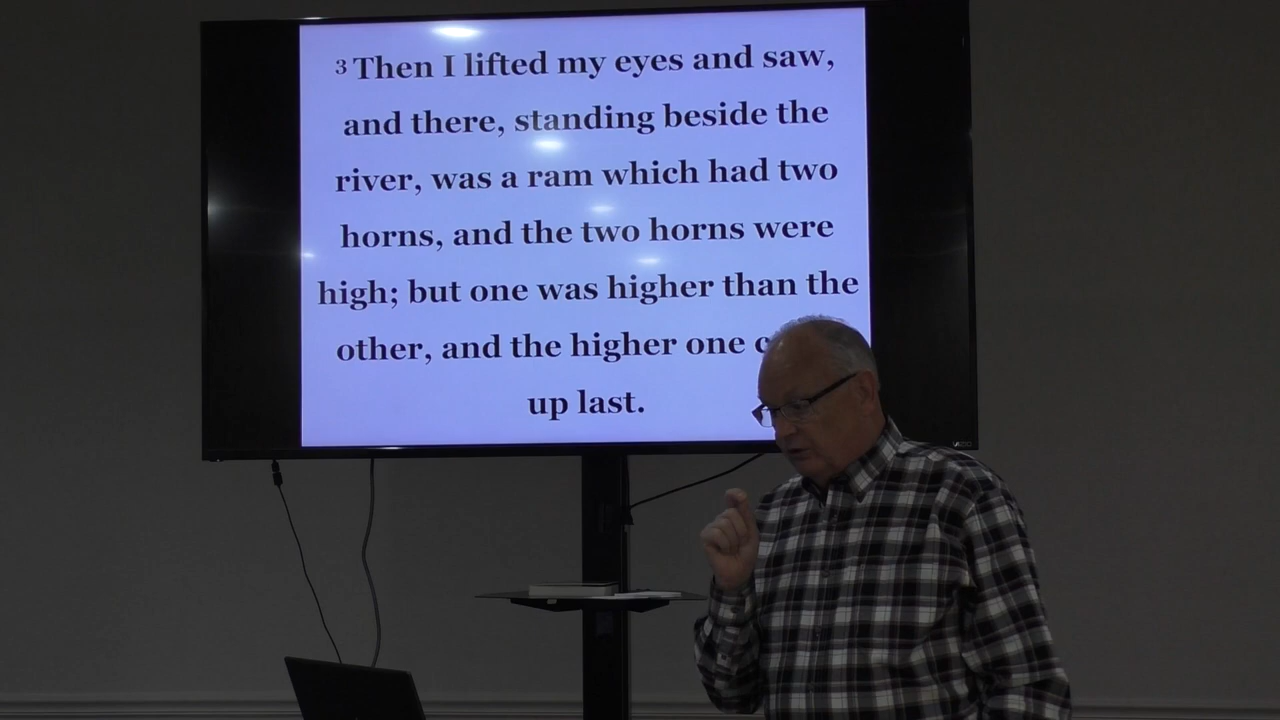 3 Then I lifted my eyes and saw,
and there, standing beside the
river, was a ram which had two
horns, and the two horns were
high; but one was higher than the
other, and the higher one
up last.
VIZIO